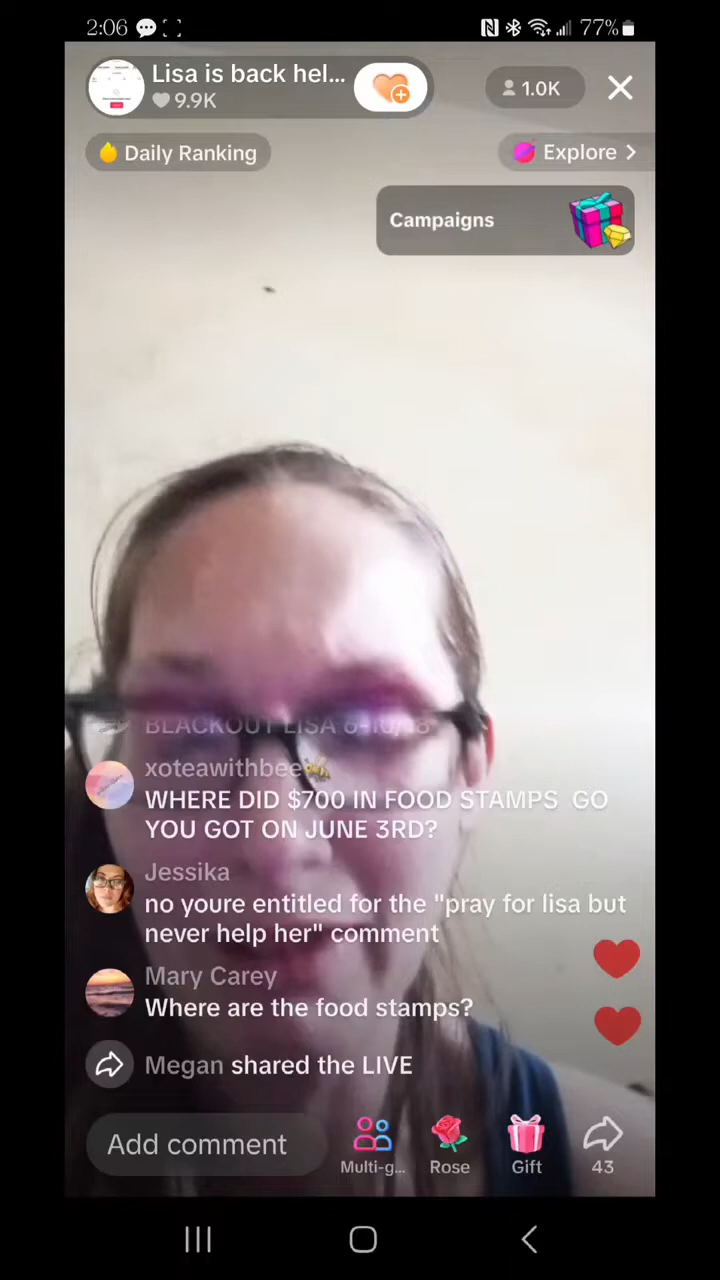 2:06 77%
Lisa is back hel...
9.9K
1.0K
Daily Ranking
Explore
Campaigns
BLACKOUT LISA
xoteawithbee🐝
WHERE DID $700 IN FOOD STAMPS GO
YOU GOT ON JUNE 3RD?
Jessika
no youre entitled for the "pray for lisa but
never help her" comment
Mary Carey
Where are the food stamps?
Megan shared the LIVE
Add comment
Multi-g...
Rose
Gift
43